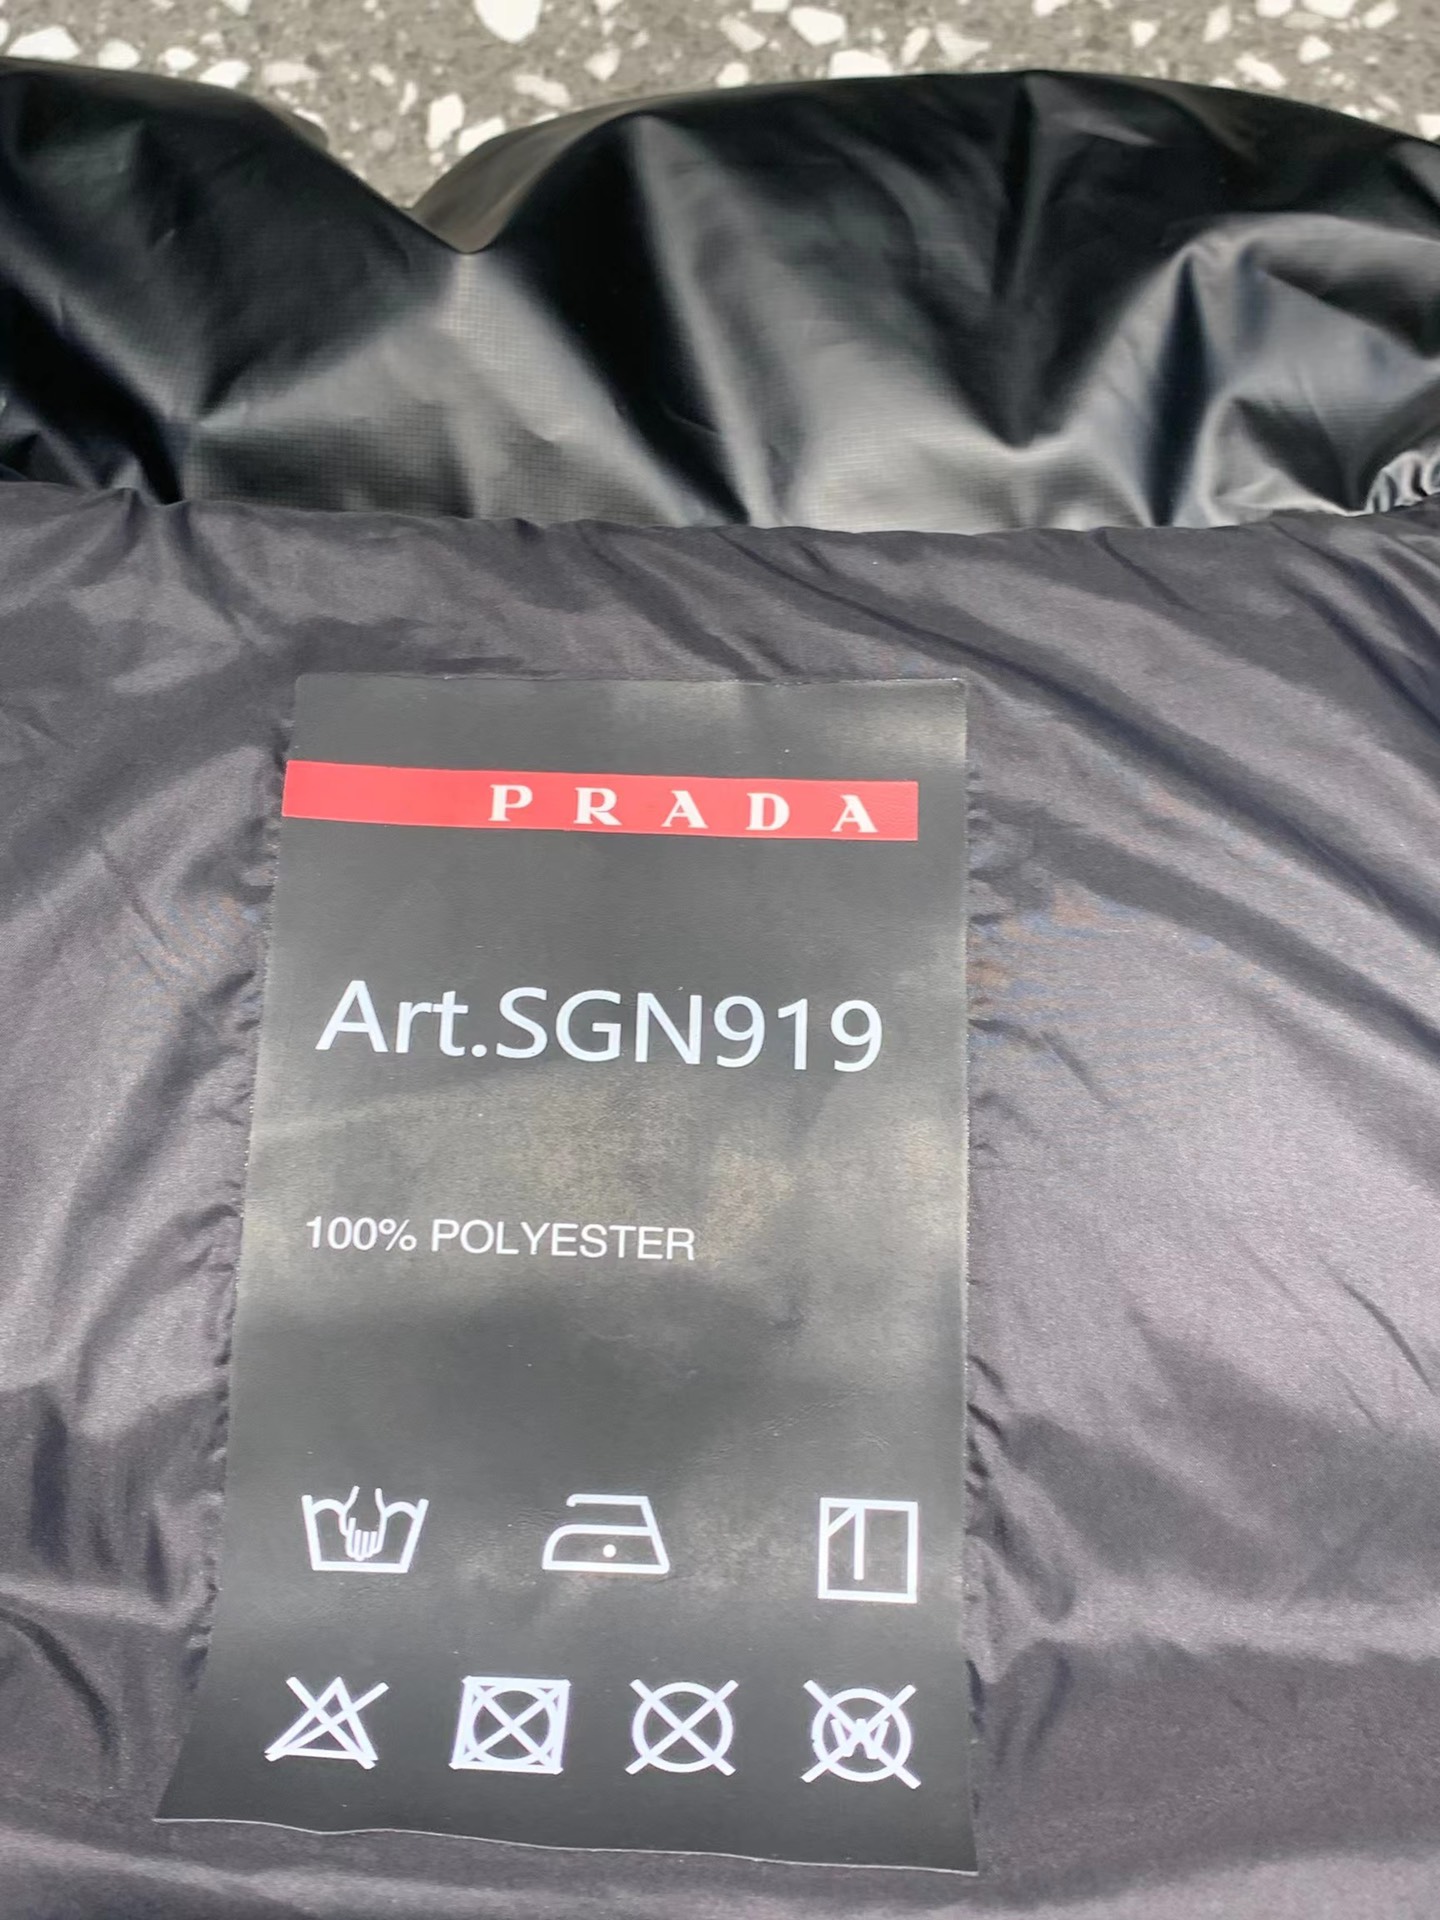 PRADA
Art.SGN919
100% POLYESTER
W